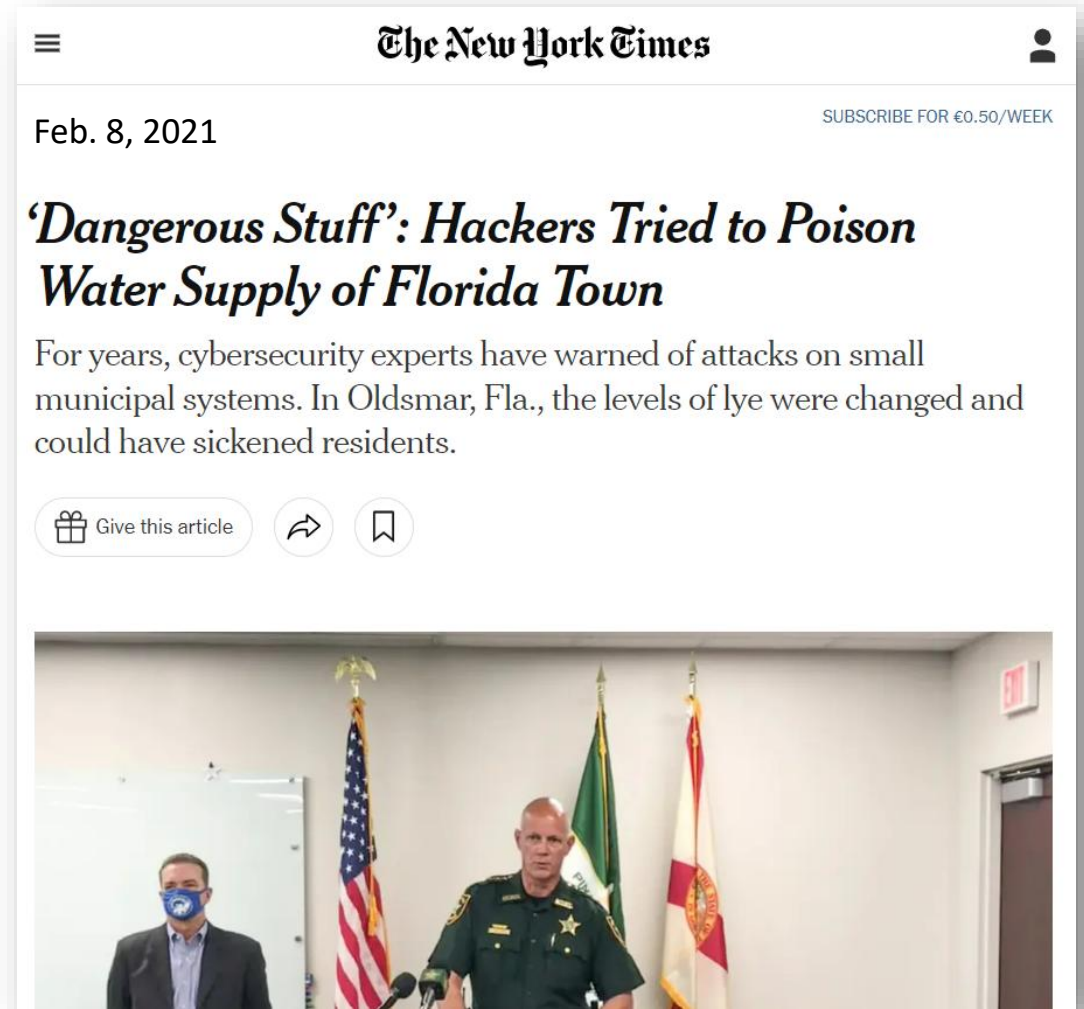 The New York Times
Feb. 8, 2021
SUBSCRIBE FOR €0.50/WEEK
‘Dangerous Stuff’: Hackers Tried to Poison
Water Supply of Florida Town
For years, cybersecurity experts have warned of attacks on small
municipal systems. In Oldsmar, Fla., the levels of lye were changed and
could have sickened residents.
Give this article
EXIT